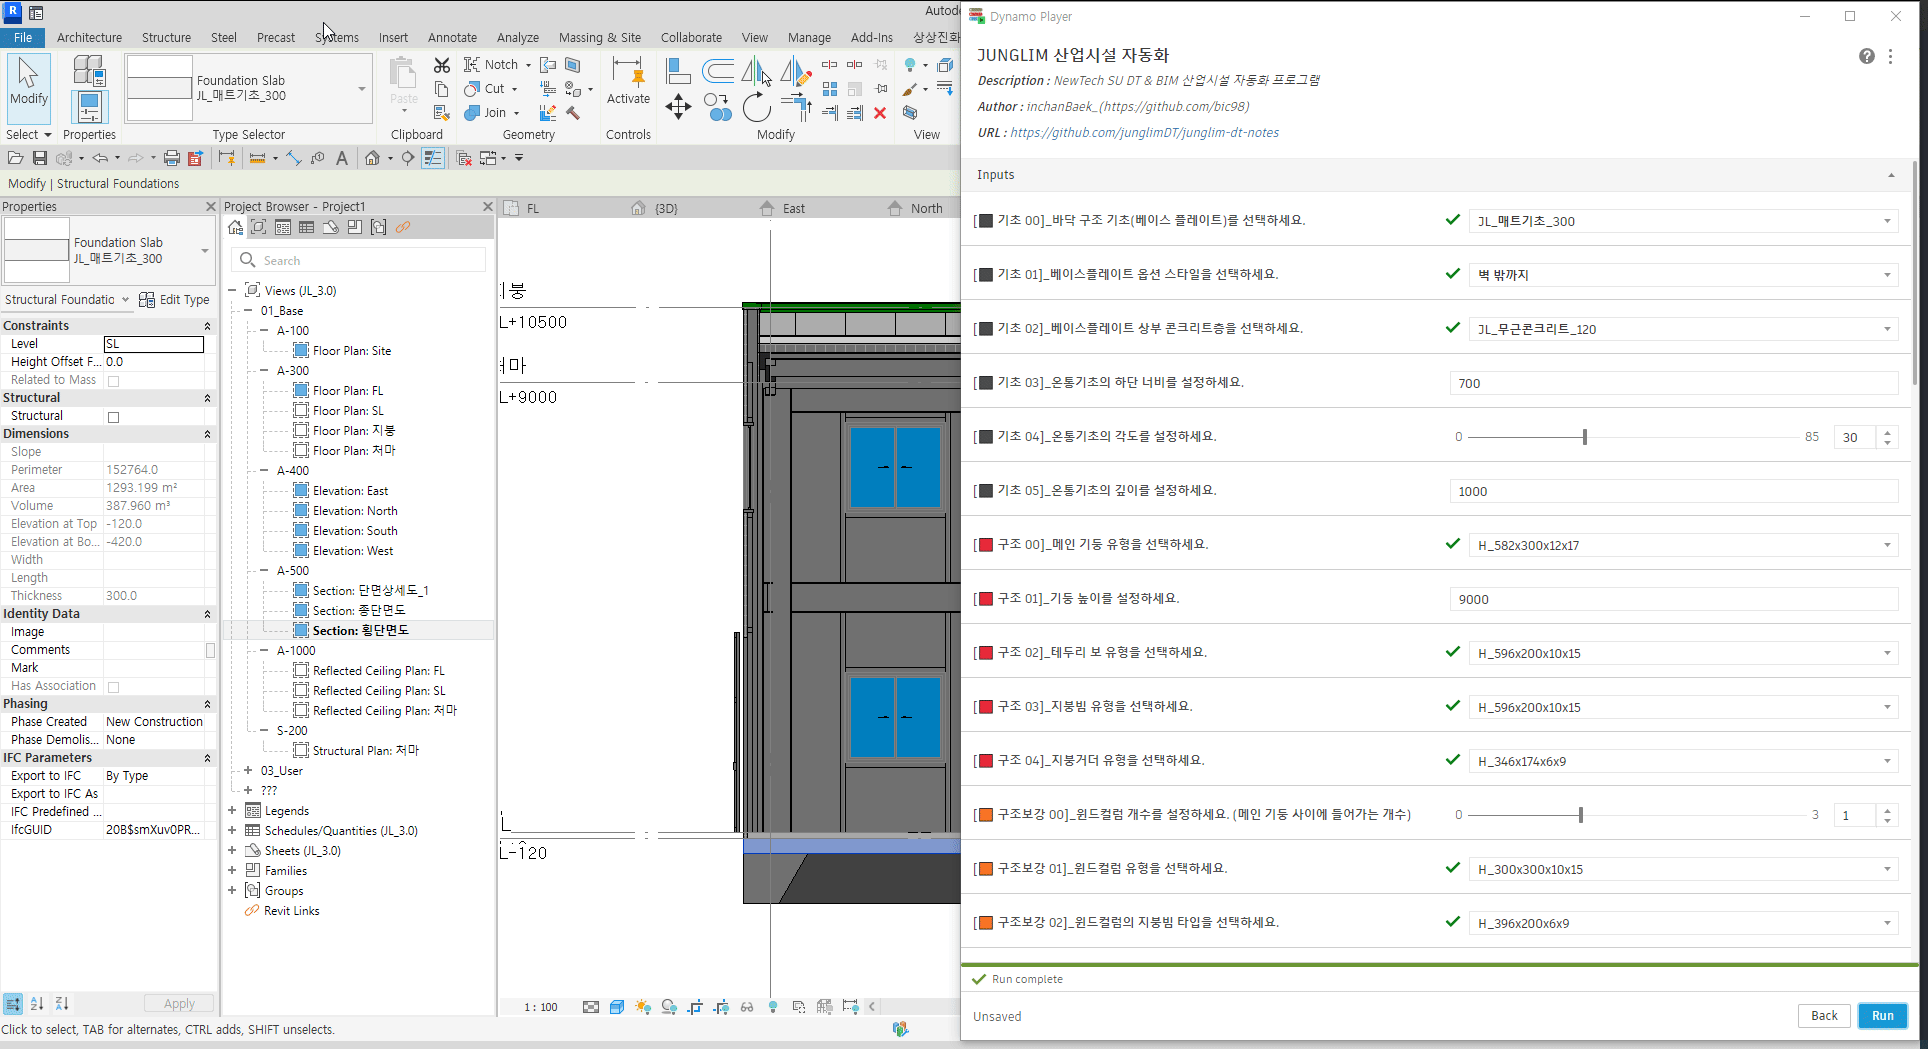 Autode
File
Architecture
Structure
Steel
Precast
Systems
Insert
Annotate
Analyze
Massing & Site
Collaborate
View
Manage
Add-Ins
상상진화
Modify
Properties
Foundation Slab
JL_매트기초_300
Paste
Notch
Cut
Join
Activate
Select
Properties
Type Selector
Clipboard
Geometry
Controls
Modify
View
Modify | Structural Foundations
Properties
Foundation Slab
JL_매트기초_300
Structural Foundatio
Edit Type
Constraints
Level SL
Height Offset F... 0.0
Related to Mass
Structural
Structural
Dimensions
Slope
Perimeter 152764.0
Area 1293.199 m²
Volume 387.960 m³
Elevation at Top -120.0
Elevation at Bo... -420.0
Width
Length
Thickness 300.0
Identity Data
Image
Comments
Mark
Has Association
Phasing
Phase Created New Construction
Phase Demolis... None
IFC Parameters
Export to IFC By Type
Export to IFC As
IFC Predefined ...
IfcGUID 20B$smXuv0PR...
Apply
Click to select, TAB for alternates, CTRL adds, SHIFT unselects.
Project Browser - Project1
Search
Views (JL_3.0)
01_Base
A-100
Floor Plan: Site
A-300
Floor Plan: FL
Floor Plan: SL
Floor Plan: 지붕
Floor Plan: 처마
A-400
Elevation: East
Elevation: North
Elevation: South
Elevation: West
A-500
Section: 단면상세도_1
Section: 종단면도
Section: 횡단면도
A-1000
Reflected Ceiling Plan: FL
Reflected Ceiling Plan: SL
Reflected Ceiling Plan: 처마
S-200
Structural Plan: 처마
03_User
???
Legends
Schedules/Quantities (JL_3.0)
Sheets (JL_3.0)
Families
Groups
Revit Links
FL
{3D}
East
North
붕
L+10500
마
L+9000
L
L-120
1 : 100
Dynamo Player
JUNGLIM 산업시설 자동화
Description : NewTech SU DT & BIM 산업시설 자동화 프로그램
Author : inchanBaek_(https://github.com/bic98)
URL : https://github.com/junglimDT/junglim-dt-notes
Inputs
[⬛ 기초 00]_바닥 구조 기초(베이스 플레이트)를 선택하세요. JL_매트기초_300
[⬛ 기초 01]_베이스플레이트 옵션 스타일을 선택하세요. 벽 밖까지
[⬛ 기초 02]_베이스플레이트 상부 콘크리트층을 선택하세요. JL_무근콘크리트_120
[⬛ 기초 03]_온통기초의 하단 너비를 설정하세요. 700
[⬛ 기초 04]_온통기초의 각도를 설정하세요. 0 85 30
[⬛ 기초 05]_온통기초의 깊이를 설정하세요. 1000
[🟥 구조 00]_메인 기둥 유형을 선택하세요. H_582x300x12x17
[🟥 구조 01]_기둥 높이를 설정하세요. 9000
[🟥 구조 02]_테두리 보 유형을 선택하세요. H_596x200x10x15
[🟥 구조 03]_지붕빔 유형을 선택하세요. H_596x200x10x15
[🟥 구조 04]_지붕거더 유형을 선택하세요. H_346x174x6x9
[🟧 구조보강 00]_윈드컬럼 개수를 설정하세요. (메인 기둥 사이에 들어가는 개수) 0 3 1
[🟧 구조보강 01]_윈드컬럼 유형을 선택하세요. H_300x300x10x15
[🟧 구조보강 02]_윈드컬럼의 지붕빔 타입을 선택하세요. H_396x200x6x9
Run complete
Unsaved
Back
Run